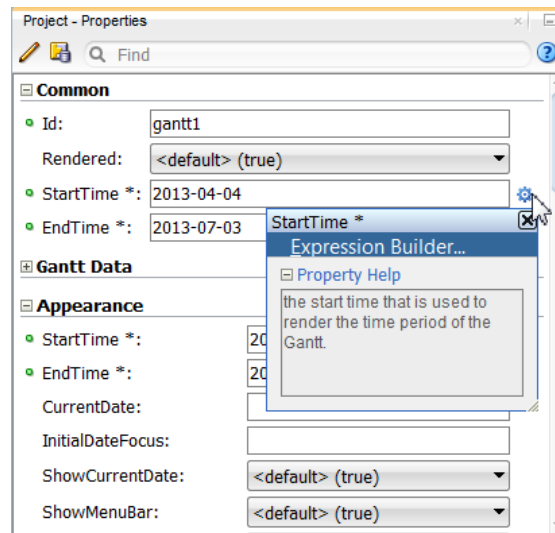 Project - Properties
Find
Common
Id: gantt1
Rendered: <default> (true)
StartTime *: 2013-04-04
EndTime *: 2013-07-03
StartTime *
Expression Builder...
Gantt Data
Property Help
the start time that is used to
render the time period of the
Gantt.
Appearance
StartTime *: 20
EndTime *: 20
CurrentDate:
InitialDateFocus:
ShowCurrentDate: <default> (true)
ShowMenuBar: <default> (true)